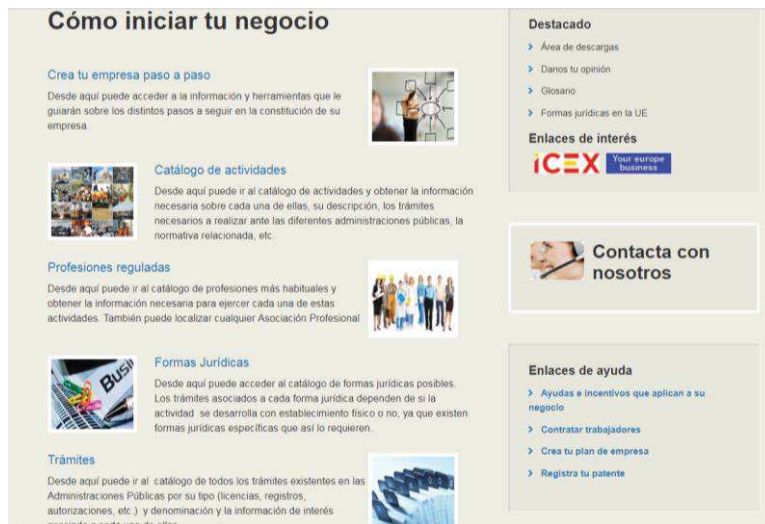 Cómo iniciar tu negocio
Crea tu empresa paso a paso
Desde aquí puede acceder a la información y herramientas que le
guiarán sobre los distintos pasos a seguir en la constitución de su
empresa.
Catálogo de actividades
Desde aquí puede ir al catálogo de actividades y obtener la información
necesaria sobre cada una de ellas, su descripción, los trámites
necesarios a realizar ante las diferentes administraciones públicas, la
normativa relacionada, etc.
Profesiones reguladas
Desde aquí puede ir al catálogo de profesiones más habituales y
obtener la información necesaria para ejercer cada una de estas
actividades. También puede localizar cualquier Asociación Profesional
Busi
Formas Jurídicas
Desde aquí puede acceder al catálogo de formas jurídicas posibles.
Los trámites asociados a cada forma jurídica dependen de si la
actividad se desarrolla con establecimiento físico o no, ya que existen
formas jurídicas específicas que así lo requieren.
Trámites
Desde aquí puede ir al catálogo de todos los trámites existentes en las
Administraciones Públicas por su tipo (licencias, registros,
autorizaciones, etc.) y denominación y la información de interés
Destacado
Área de descargas
Danos tu opinión
Glosario
Formas jurídicas en la UE
Enlaces de interés
ICEX
Your europe
business
Contacta con
nosotros
Enlaces de ayuda
Ayudas e incentivos que aplican a su
negocio
Contratar trabajadores
Crea tu plan de empresa
Registra tu patente